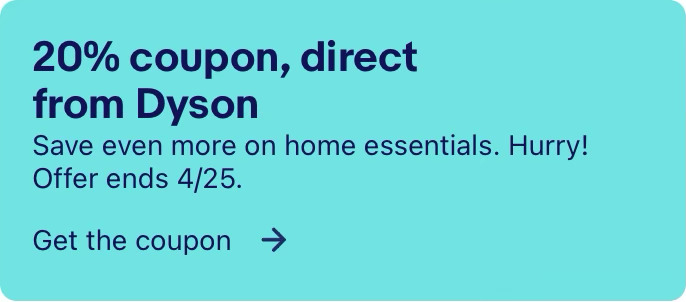 20% coupon, direct
from Dyson
Save even more on home essentials. Hurry!
Offer ends 4/25.
Get the coupon